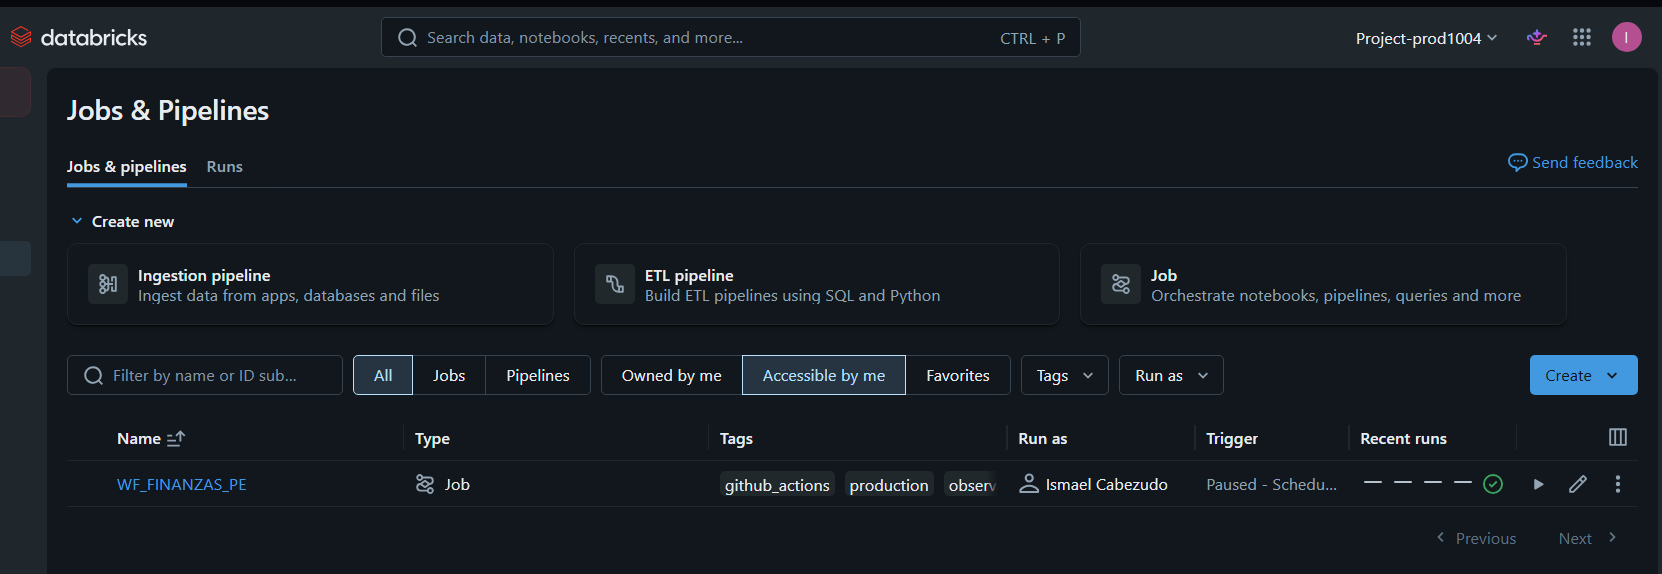 databricks
Search data, notebooks, recents, and more...
CTRL + P
Project-prod1004
I
Jobs & Pipelines
Jobs & pipelines
Runs
Send feedback
Create new
Ingestion pipeline
Ingest data from apps, databases and files
ETL pipeline
Build ETL pipelines using SQL and Python
Job
Orchestrate notebooks, pipelines, queries and more
Filter by name or ID sub...
All
Jobs
Pipelines
Owned by me
Accessible by me
Favorites
Tags
Run as
Create
Name
Type
Tags
Run as
Trigger
Recent runs
WF_FINANZAS_PE
Job
github_actions
production
observ
Ismael Cabezudo
Paused - Schedu...
Previous
Next